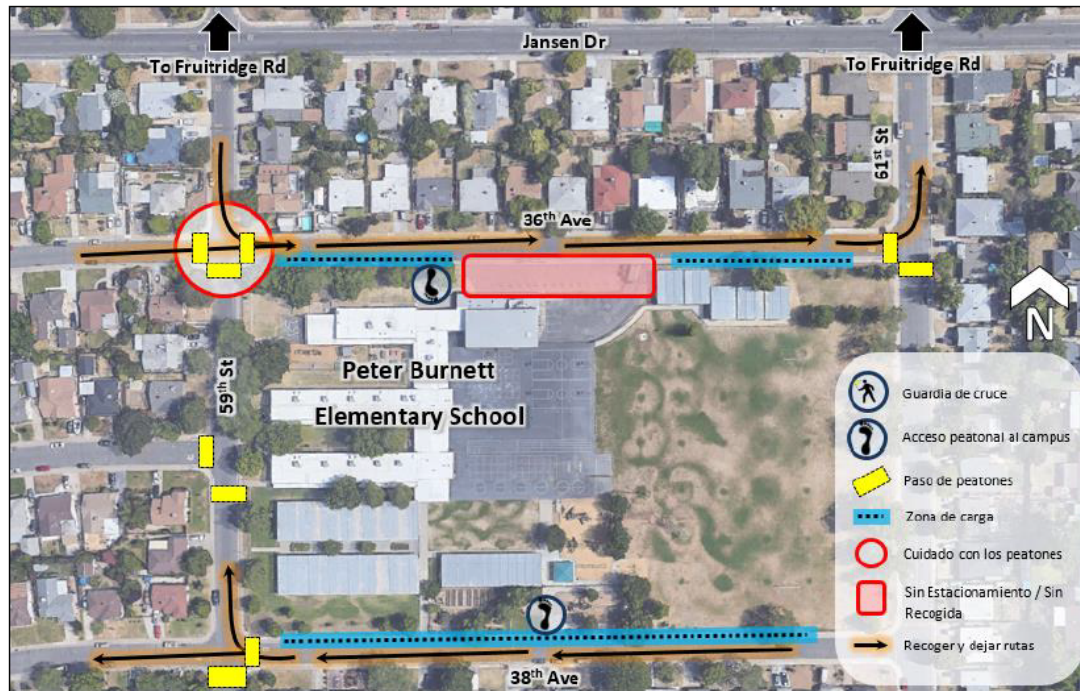 Jansen Dr
To Fruitridge Rd
To Fruitridge Rd
61st St
36th Ave
N
59th St
Peter Burnett
Elementary School
Guardia de cruce
Acceso peatonal al campus
Paso de peatones
Zona de carga
Cuidado con los peatones
Sin Estacionamiento / Sin
Recogida
Recoger y dejar rutas
38th Ave